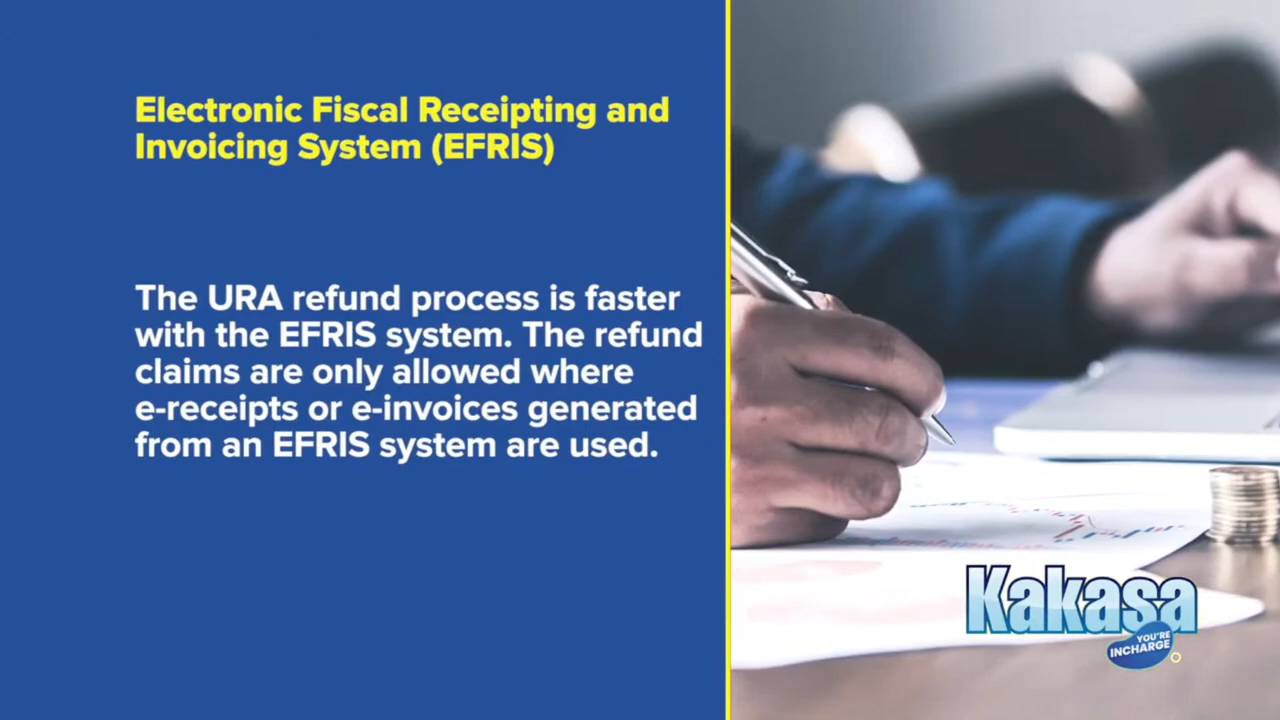 Electronic Fiscal Receipting and
Invoicing System (EFRIS)
The URA refund process is faster
with the EFRIS system. The refund
claims are only allowed where
e-receipts or e-invoices generated
from an EFRIS system are used.
Kakasa
YOU'RE
INCHARGE